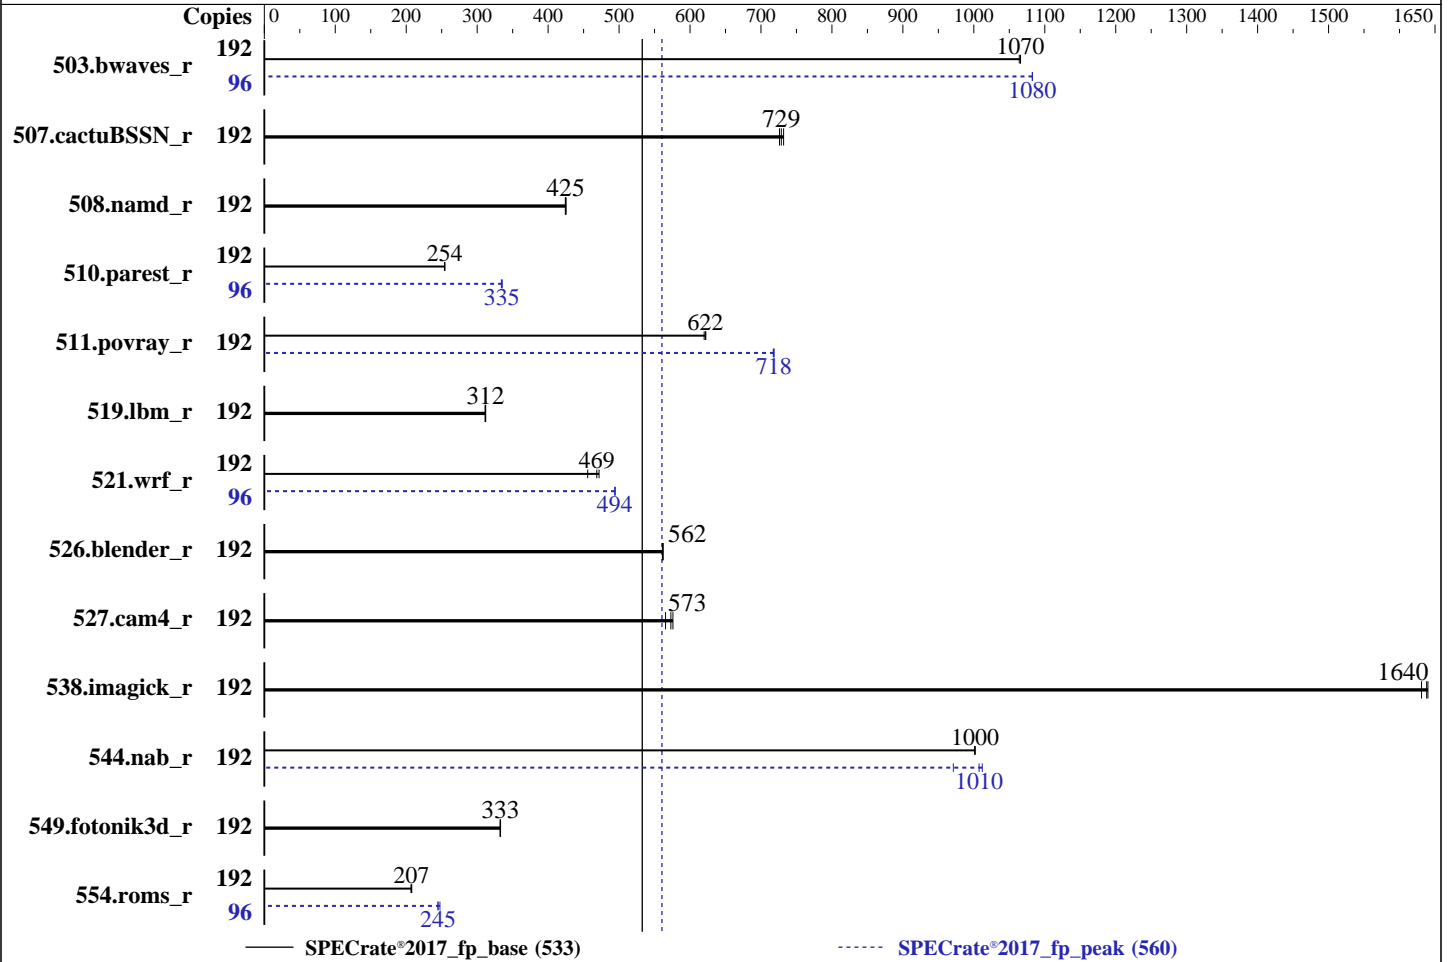 Copies 0 100 200 300 400 500 600 700 800 900 1000 1100 1200 1300 1400 1500 1650
503.bwaves_r 192 1070
96 1080
507.cactuBSSN_r 192 729
508.namd_r 192 425
510.parest_r 192 254
96 335
511.povray_r 192 622
718
519.lbm_r 192 312
521.wrf_r 192 469
96 494
526.blender_r 192 562
527.cam4_r 192 573
538.imagick_r 192 1640
544.nab_r 192 1000
1010
549.fotonik3d_r 192 333
554.roms_r 192 207
96 245
SPECrate®2017_fp_base (533) SPECrate®2017_fp_peak (560)